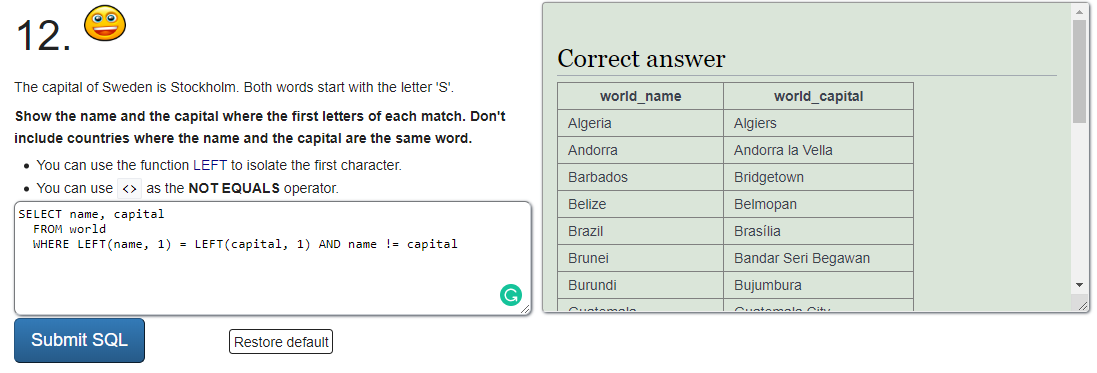 12.
The capital of Sweden is Stockholm. Both words start with the letter 'S'.
Show the name and the capital where the first letters of each match. Don't
include countries where the name and the capital are the same word.
You can use the function LEFT to isolate the first character.
You can use <> as the NOT EQUALS operator.
SELECT name, capital
FROM world
WHERE LEFT(name, 1) = LEFT(capital, 1) AND name != capital
Submit SQL
Restore default
Correct answer
world_name world_capital
Algeria Algiers
Andorra Andorra la Vella
Barbados Bridgetown
Belize Belmopan
Brazil Brasília
Brunei Bandar Seri Begawan
Burundi Bujumbura
Guatemala Guatemala City